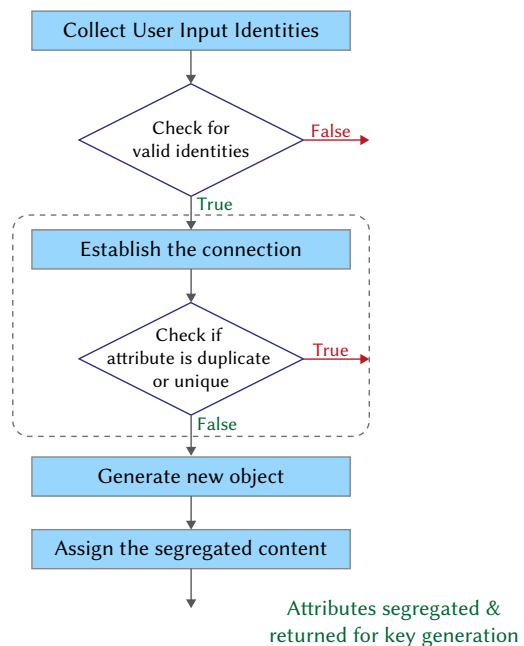 Collect User Input Identities
Check for
valid identities
False
True
Establish the connection
Check if
attribute is duplicate
or unique
True
False
Generate new object
Assign the segregated content
Attributes segregated &
returned for key generation